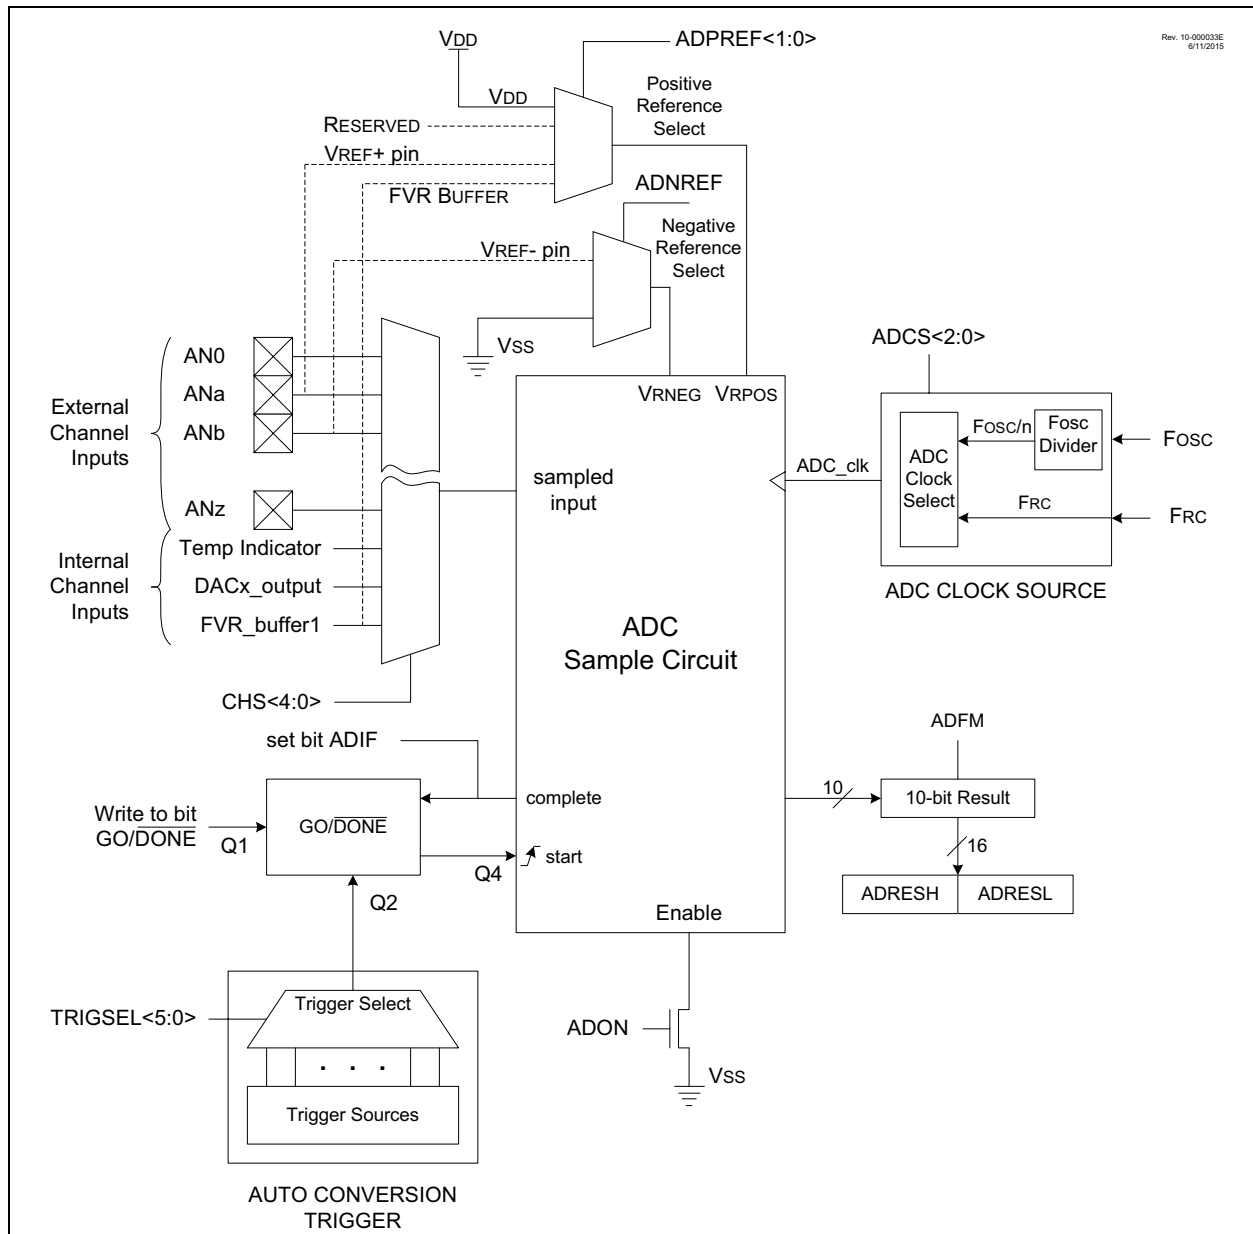 Rev. 10-000033E
6/11/2015
VDD
ADPREF<1:0>
VDD
Positive
Reference
Select
RESERVED
VREF+ pin
FVR BUFFER
ADNREF
Negative
Reference
Select
VREF- pin
VSS
ADCS<2:0>
External
Channel
Inputs
AN0
ANa
ANb
ANz
Internal
Channel
Inputs
Temp Indicator
DACx_output
FVR_buffer1
CHS<4:0>
VRNEG VRPOS
sampled
input
ADC_clk
ADC
Clock
Select
FOSC/n
Fosc
Divider
FOSC
FRC
FRC
ADC CLOCK SOURCE
ADC
Sample Circuit
set bit ADIF
Write to bit
GO/DONE
Q1
GO/DONE
complete
start
Q4
Q2
Enable
ADFM
10
10-bit Result
16
ADRESH
ADRESL
TRIGSEL<5:0>
Trigger Select
. . .
Trigger Sources
ADON
VSS
AUTO CONVERSION
TRIGGER